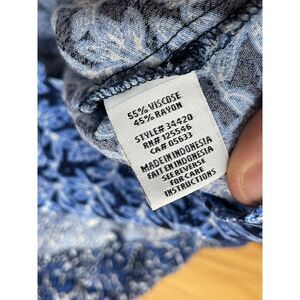 55% VISCOSE
45% RAYON
STYLE# 34420
RN# 125546
CA# 05633
MADE IN INDONESIA
FAIT EN INDONESIA
SEE REVERSE
FOR CARE
INSTRUCTIONS